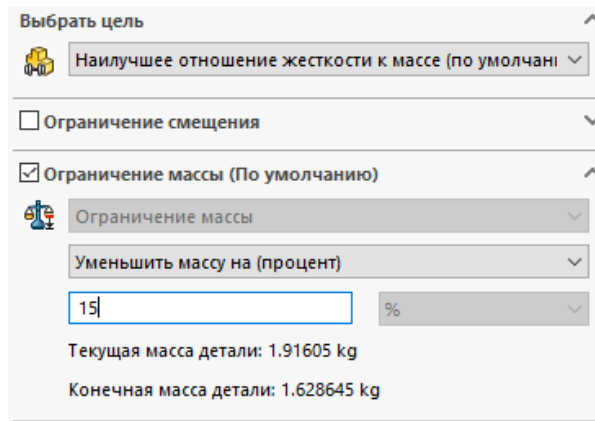 Выбрать цель
Наилучшее отношение жесткости к массе (по умолчані
Ограничение смещения
Ограничение массы (По умолчанию)
Ограничение массы
Уменьшить массу на (процент)
15 %
Текущая масса детали: 1.91605 kg
Конечная масса детали: 1.628645 kg